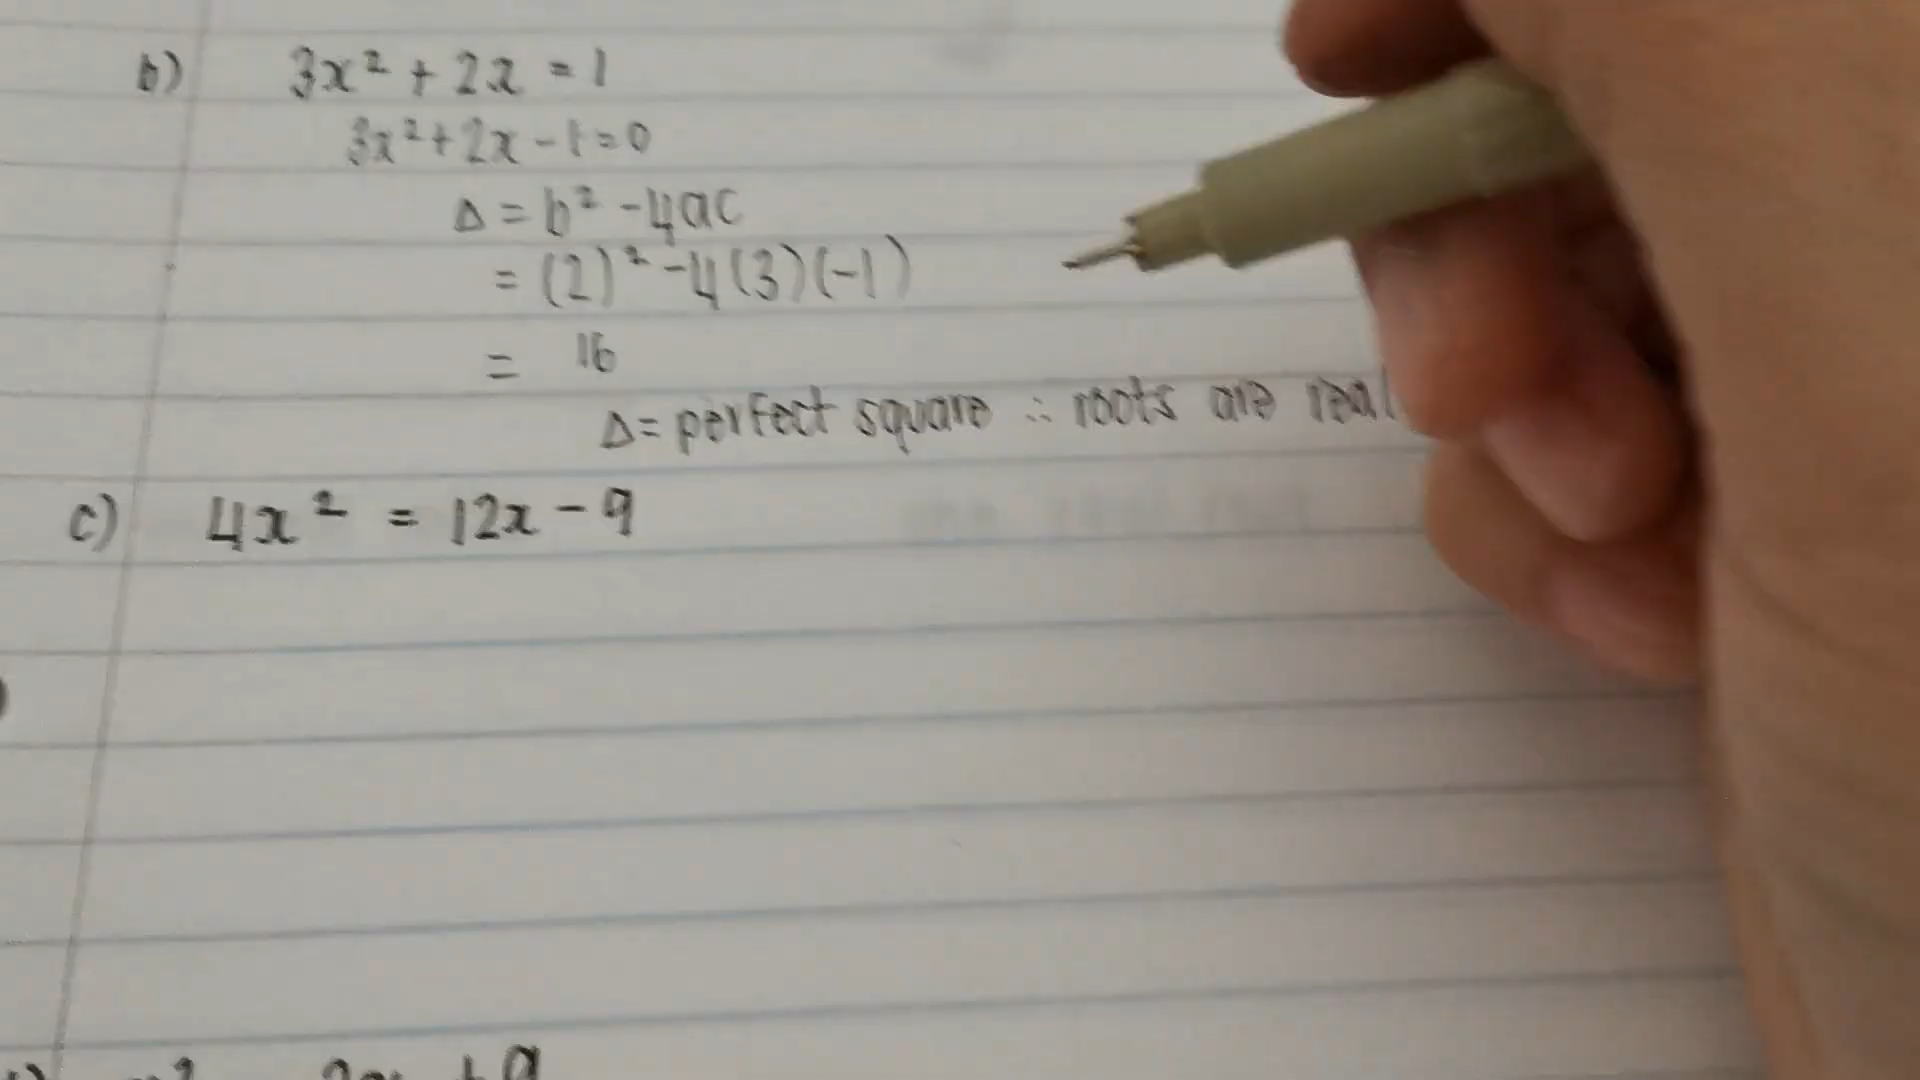 b) 3x² + 2x = 1
3x² + 2x - 1 = 0
Δ = b² - 4ac
= (2)² - 4(3)(-1)
= 16
Δ = perfect square ∴ roots are real
c) 4x² = 12x - 9